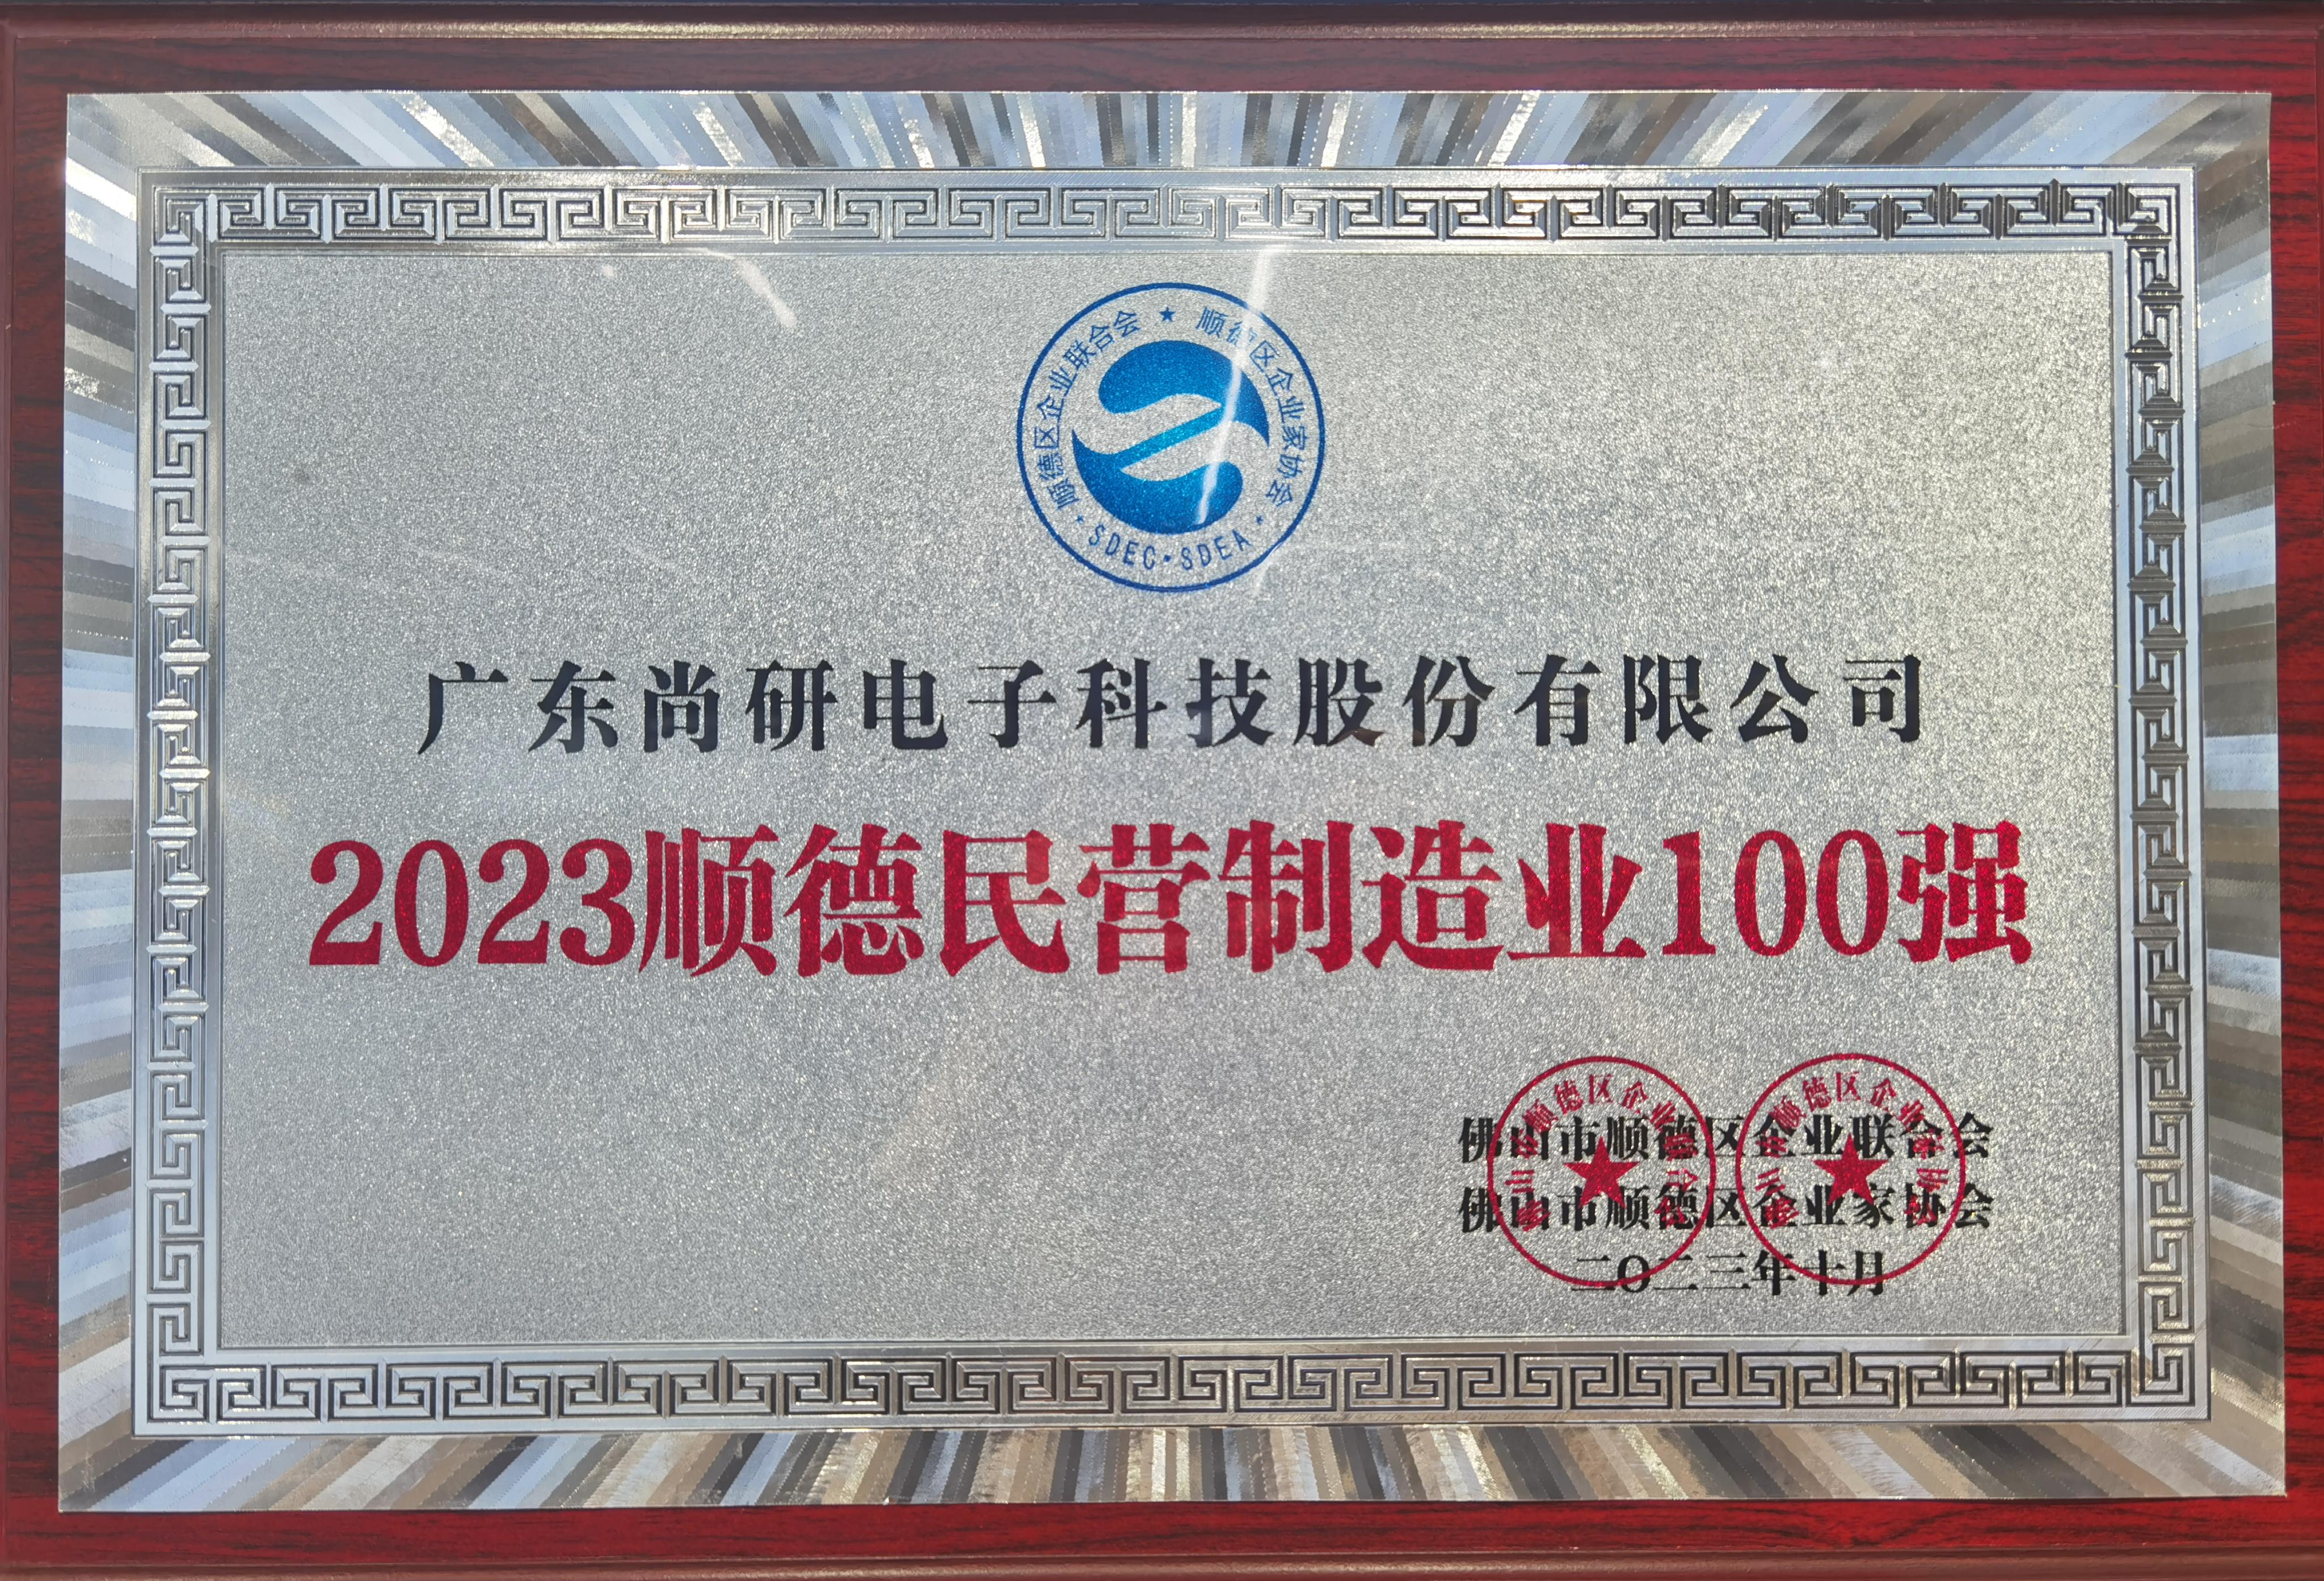 顺德区企业联合会 ★ 顺德区企业家协会
SDEC·SDEA
广东尚研电子科技股份有限公司
2023顺德民营制造业100强
佛山市顺德区企业联合会
佛山市顺德区企业家协会
二〇二三年十月